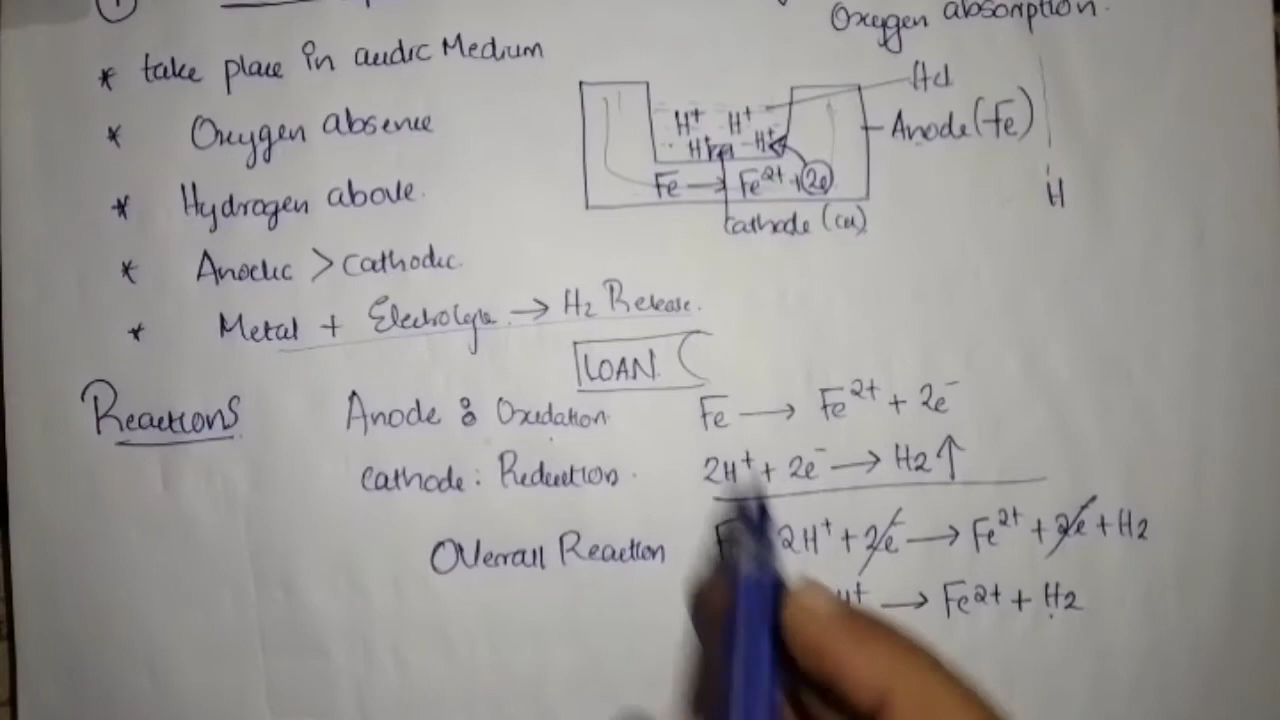 Oxygen absorption.
* take place in acidic Medium
HCl
* Oxygen absence
H+ H+
H+ H+
Anode (Fe)
* Hydrogen above.
Fe → Fe2+ + 2e
H
Cathode (Cu)
* Anodic > Cathodic.
* Metal + Electrolyte → H2 Release.
LOAN
Reactions Anode : Oxidation Fe → Fe2+ + 2e-
Cathode : Reduction. 2H+ + 2e- → H2 ↑
Overall Reaction 2H+ + 2e- → Fe2+ + 2e + H2
→ Fe2+ + H2